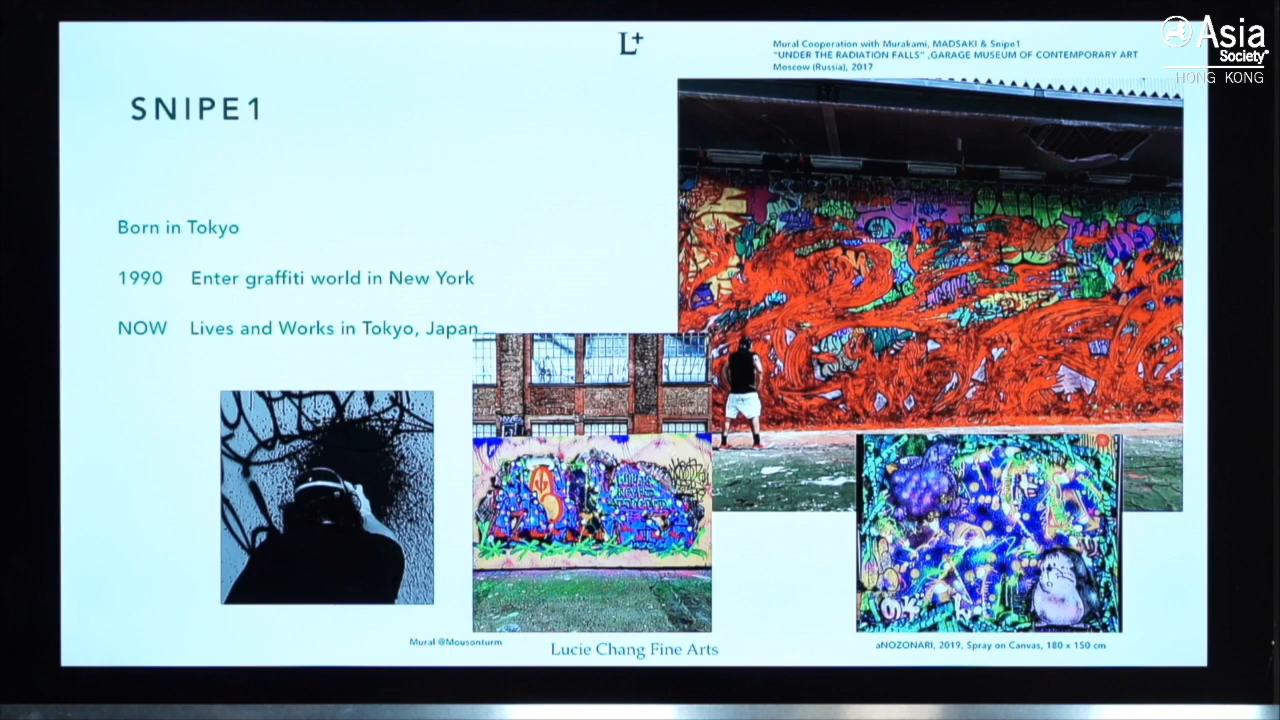 L+
Mural Cooperation with Murakami, MADSAKI & Snipe1
"UNDER THE RADIATION FALLS" ,GARAGE MUSEUM OF CONTEMPORARY ART
Moscow (Russia), 2017
Asia
Society
HONG KONG
SNIPE1
Born in Tokyo
1990 Enter graffiti world in New York
NOW Lives and Works in Tokyo, Japan
Mural @Mousonturm
Lucie Chang Fine Arts
aNOZONARI, 2019, Spray on Canvas, 180 x 150 cm